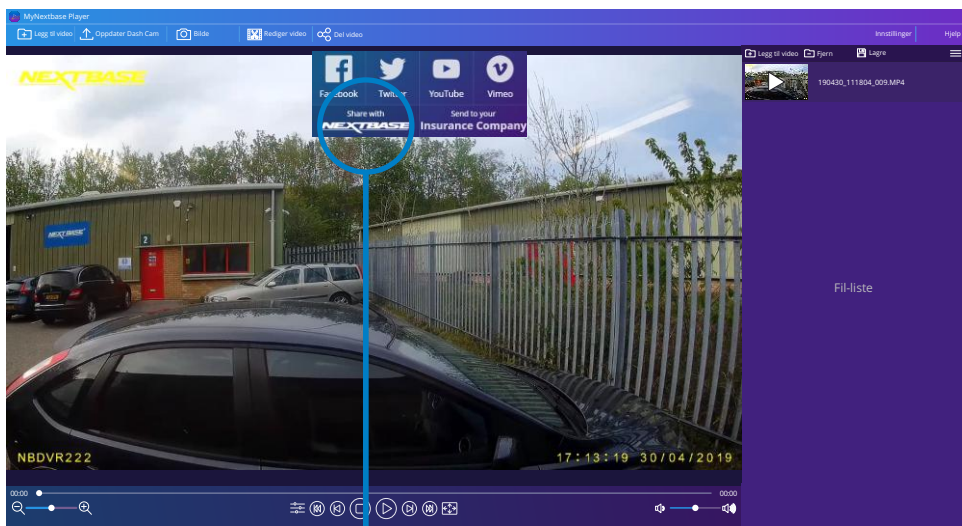 MyNextbase Player
Legg til video Oppdater Dash Cam Bilde Rediger video Del video Innstillinger Hjelp
Legg til video Fjern Lagre
NEXTBASE
Facebook Twitter YouTube Vimeo
Share with Send to your
NEXTBASE Insurance Company
190430_111804_009.MP4
NEXTBASE
2
Fil-liste
NBDVR222 17:13:19 30/04/2019
00:00 00:00